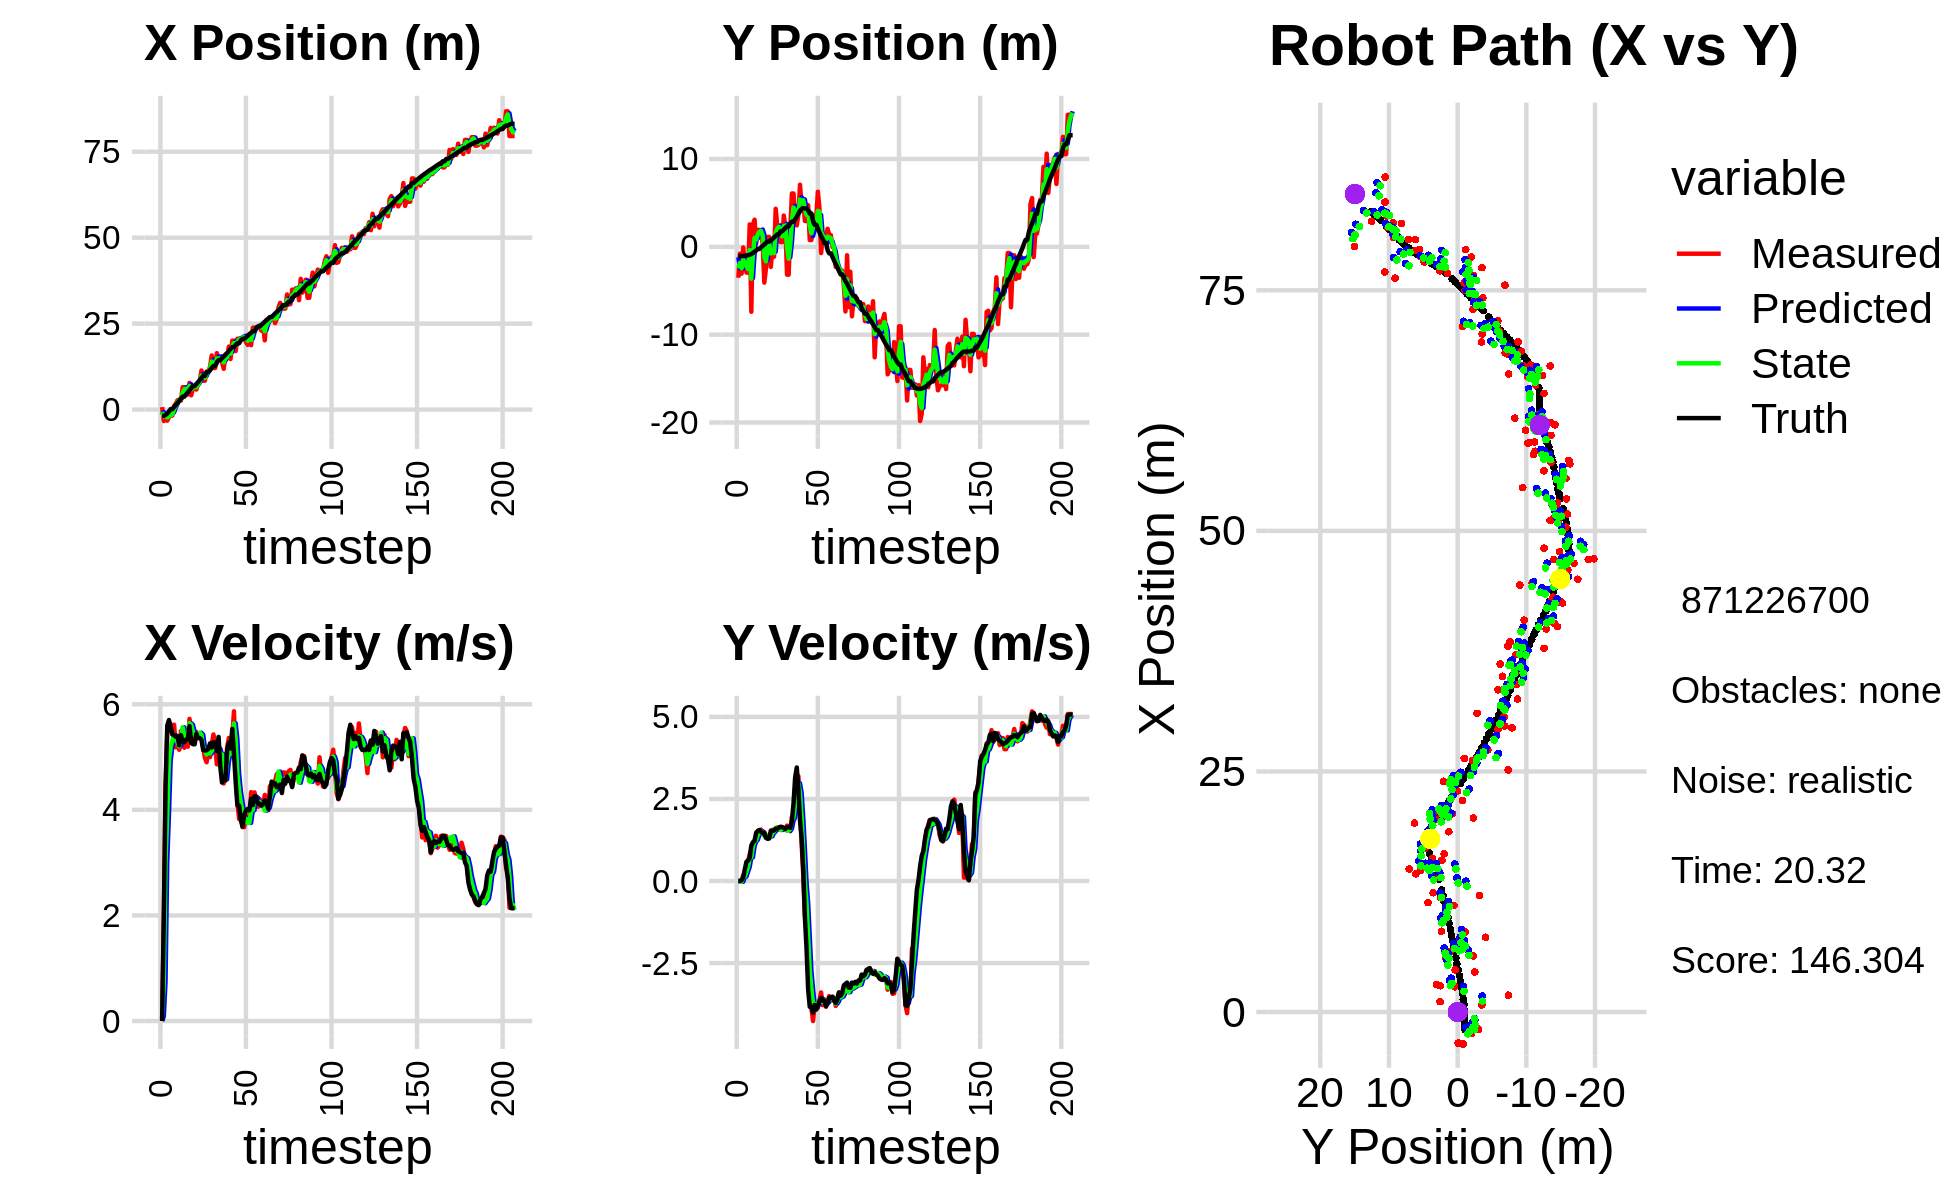 X Position (m)
75
50
25
0
0
50
100
150
200
timestep
Y Position (m)
10
0
-10
-20
0
50
100
150
200
timestep
X Velocity (m/s)
6
4
2
0
0
50
100
150
200
timestep
Y Velocity (m/s)
5.0
2.5
0.0
-2.5
0
50
100
150
200
timestep
Robot Path (X vs Y)
X Position (m)
75
50
25
0
20 10 0 -10 -20
Y Position (m)
variable
Measured
Predicted
State
Truth
871226700
Obstacles: none
Noise: realistic
Time: 20.32
Score: 146.304